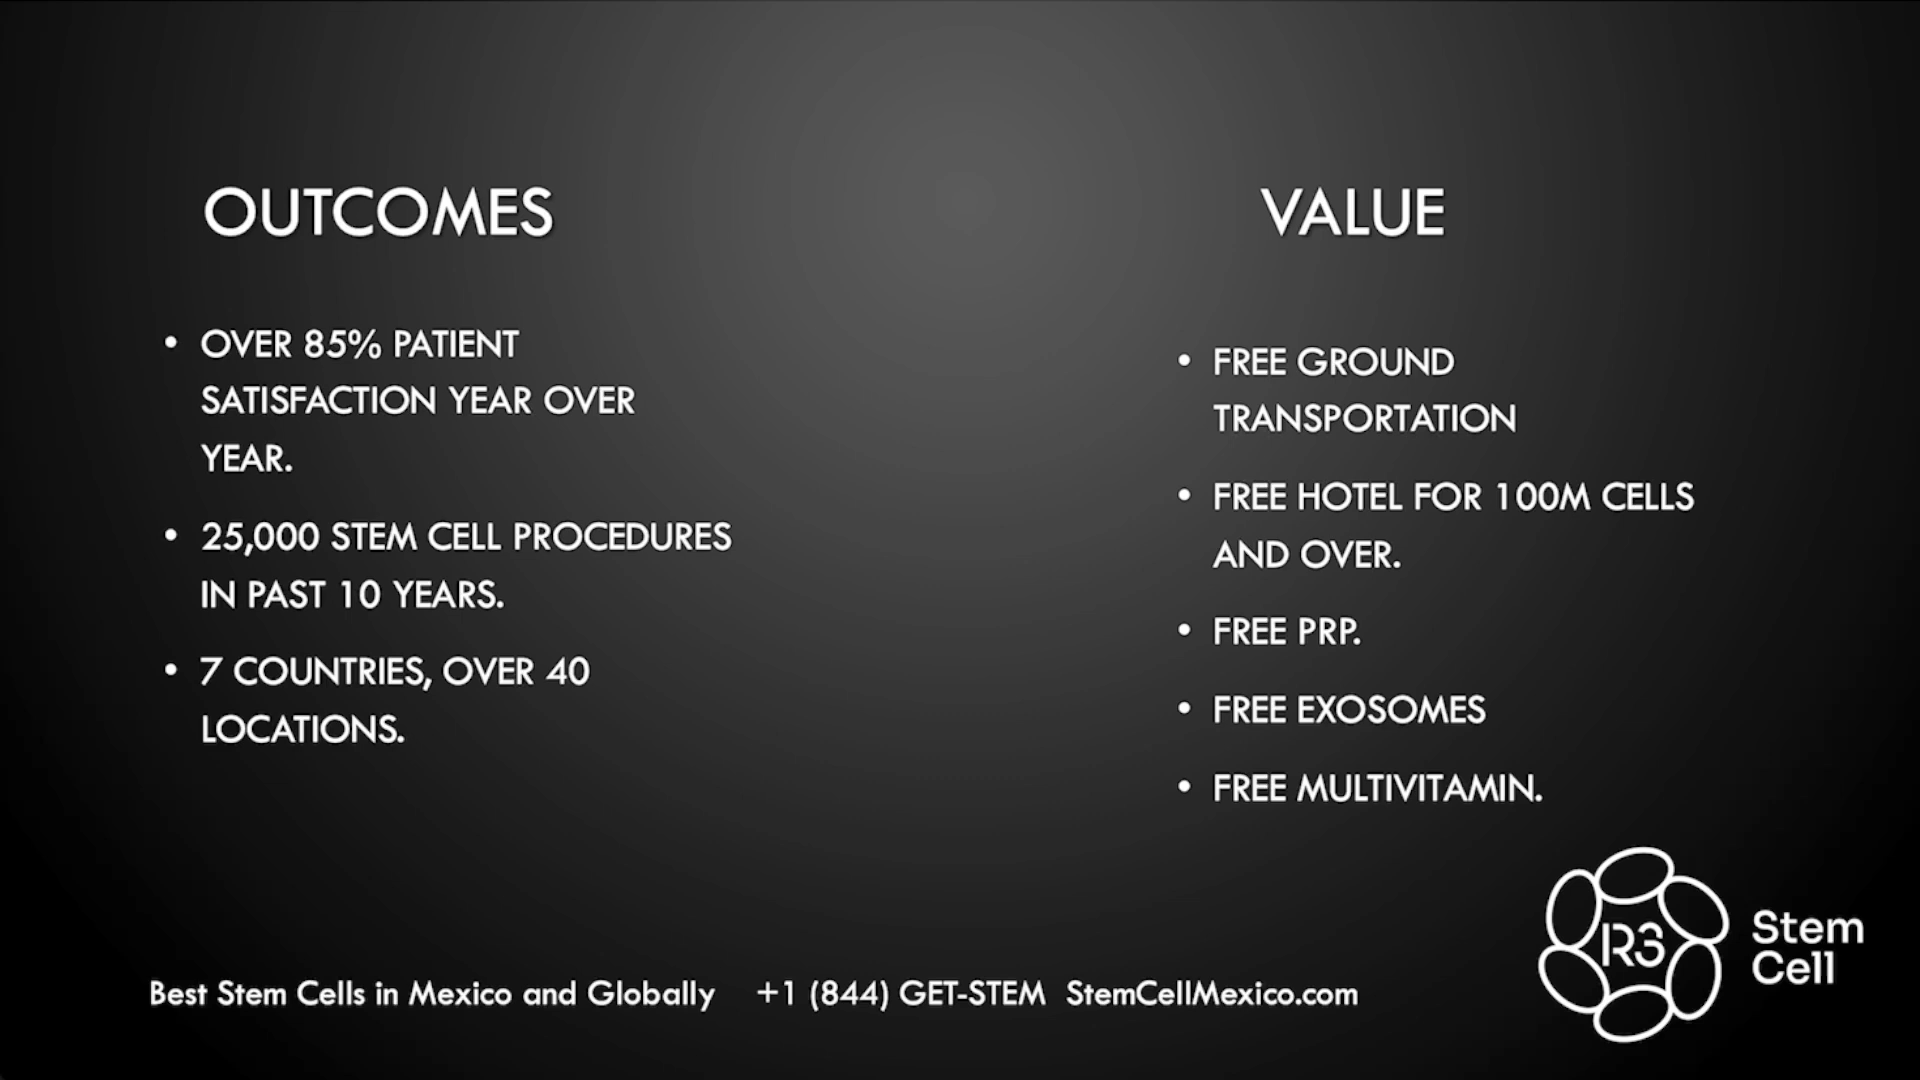 OUTCOMES
• OVER 85% PATIENT
SATISFACTION YEAR OVER
YEAR.
• 25,000 STEM CELL PROCEDURES
IN PAST 10 YEARS.
• 7 COUNTRIES, OVER 40
LOCATIONS.
VALUE
• FREE GROUND
TRANSPORTATION
• FREE HOTEL FOR 100M CELLS
AND OVER.
• FREE PRP.
• FREE EXOSOMES
• FREE MULTIVITAMIN.
Best Stem Cells in Mexico and Globally +1 (844) GET-STEM StemCellMexico.com
R3
Stem
Cell